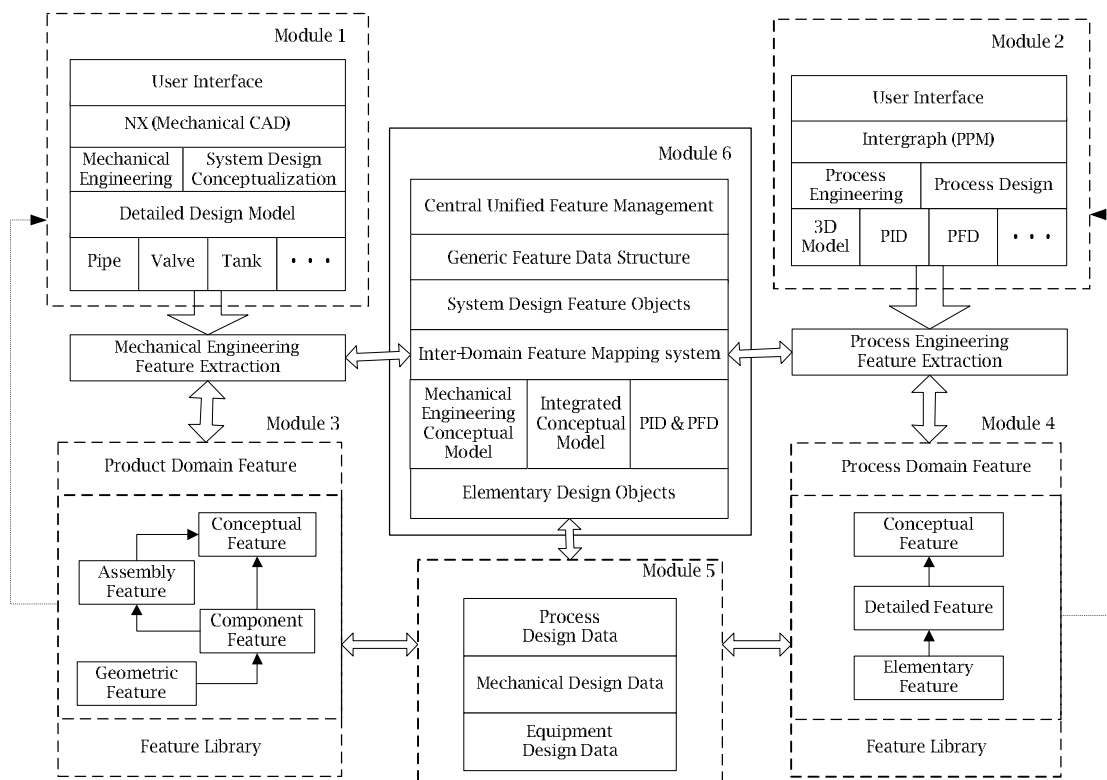 Module 1
User Interface
NX (Mechanical CAD)
Mechanical
Engineering
System Design
Conceptualization
Detailed Design Model
Pipe
Valve
Tank
• • •
Module 2
User Interface
Intergraph (PPM)
Process
Engineering
Process Design
3D
Model
PID
PFD
• • •
Module 6
Central Unified Feature Management
Generic Feature Data Structure
System Design Feature Objects
Inter-Domain Feature Mapping system
Mechanical
Engineering
Conceptual
Model
Integrated
Conceptual
Model
PID & PFD
Elementary Design Objects
Mechanical Engineering
Feature Extraction
Process Engineering
Feature Extraction
Module 3
Product Domain Feature
Conceptual
Feature
Assembly
Feature
Component
Feature
Geometric
Feature
Feature Library
Module 5
Process
Design Data
Mechanical Design Data
Equipment
Design Data
Module 4
Process Domain Feature
Conceptual
Feature
Detailed Feature
Elementary
Feature
Feature Library